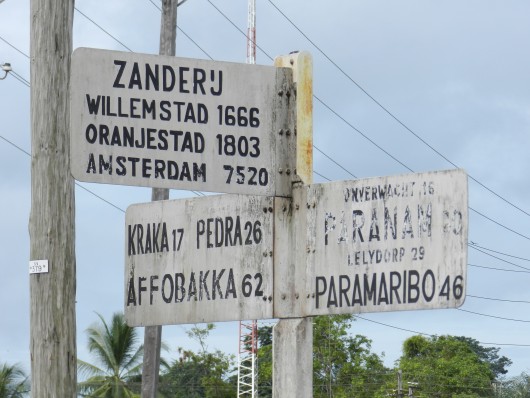 ZANDERIJ
WILLEMSTAD 1666
ORANJESTAD 1803
AMSTERDAM 7520
KRAKA 17 PEDRA 26
AFFOBAKKA 62
ONVERWACHT 16
PARANAM
LELYDORP 29
PARAMARIBO 46